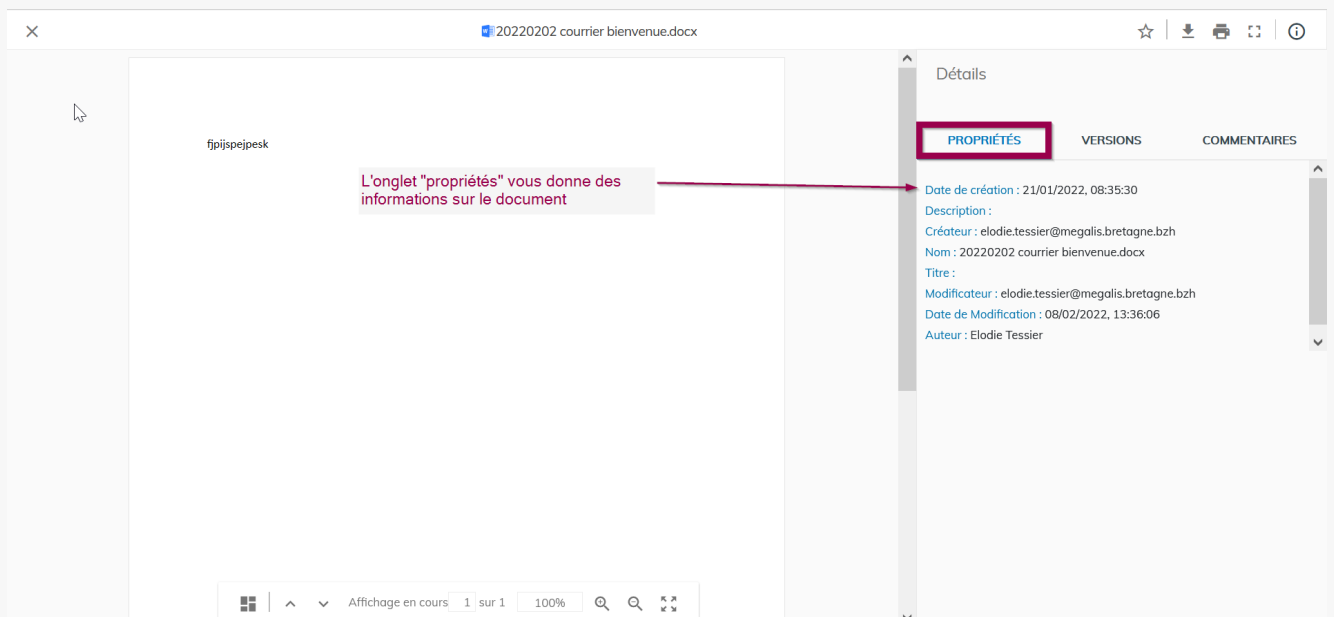 20220202 courrier bienvenue.docx
Détails
PROPRIÉTÉS VERSIONS COMMENTAIRES
fjpijspejpesk
L'onglet "propriétés" vous donne des
informations sur le document
Date de création : 21/01/2022, 08:35:30
Description :
Créateur : elodie.tessier@megalis.bretagne.bzh
Nom : 20220202 courrier bienvenue.docx
Titre :
Modificateur : elodie.tessier@megalis.bretagne.bzh
Date de Modification : 08/02/2022, 13:36:06
Auteur : Elodie Tessier
Affichage en cours 1 sur 1 100%